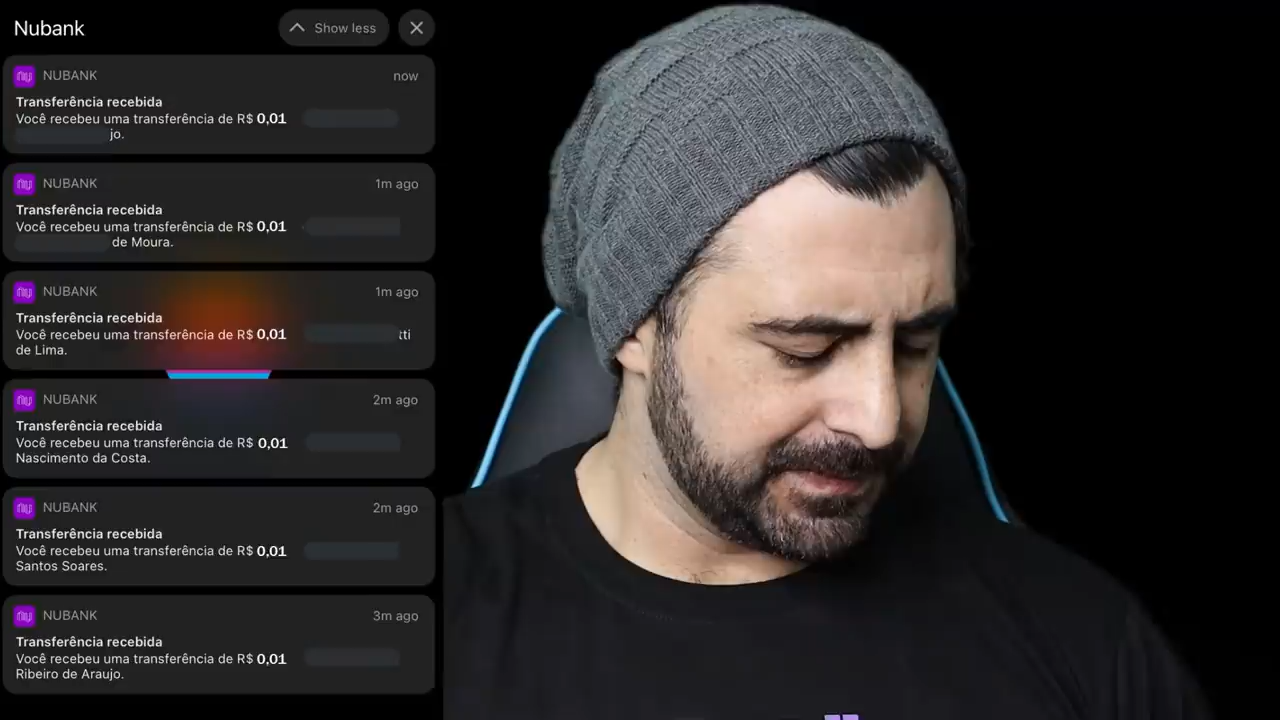 Nubank
Show less
NUBANK
now
Transferência recebida
Você recebeu uma transferência de R$ 0,01
jo.
NUBANK
1m ago
Transferência recebida
Você recebeu uma transferência de R$ 0,01
de Moura.
NUBANK
1m ago
Transferência recebida
Você recebeu uma transferência de R$ 0,01 tti
de Lima.
NUBANK
2m ago
Transferência recebida
Você recebeu uma transferência de R$ 0,01
Nascimento da Costa.
NUBANK
2m ago
Transferência recebida
Você recebeu uma transferência de R$ 0,01
Santos Soares.
NUBANK
3m ago
Transferência recebida
Você recebeu uma transferência de R$ 0,01
Ribeiro de Araujo.